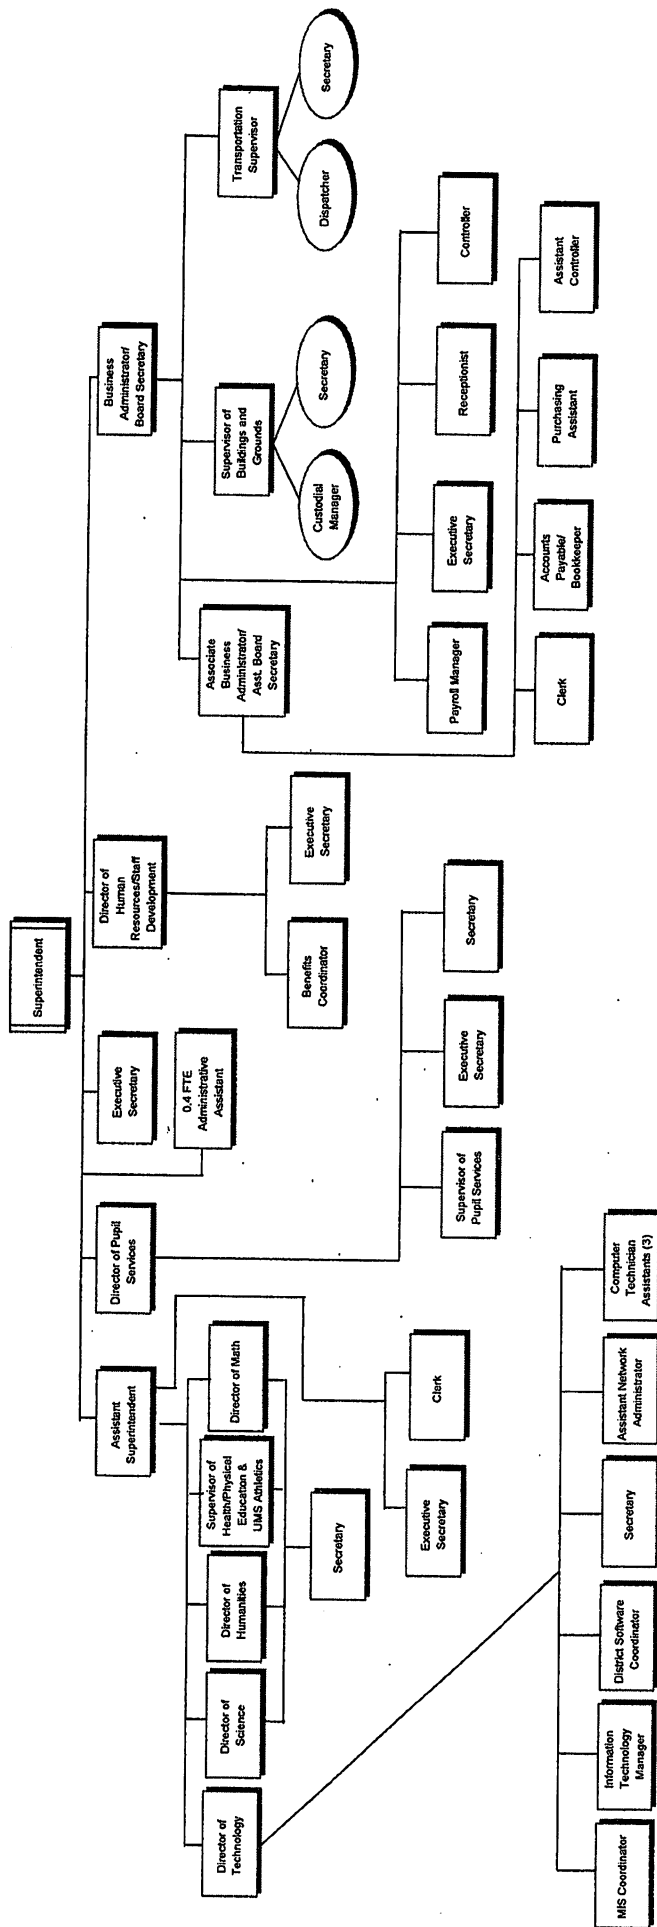 Superintendent
Assistant
Superintendent
Director of Pupil
Services
Executive
Secretary
0.4 FTE
Administrative
Assistant
Director of
Human
Resources/Staff
Development
Business
Administrator/
Board Secretary
Director of
Technology
Director of
Science
Director of
Humanities
Supervisor of
Health/Physical
Education &
UMS Athletics
Director of Math
Secretary
Executive
Secretary
Clerk
Supervisor of
Pupil Services
Executive
Secretary
Secretary
Benefits
Coordinator
Executive
Secretary
Associate
Business
Administrator/
Asst. Board
Secretary
Supervisor of
Buildings and
Grounds
Transportation
Supervisor
Custodial
Manager
Secretary
Dispatcher
Secretary
Payroll Manager
Executive
Secretary
Receptionist
Controller
Clerk
Accounts
Payable/
Bookkeeper
Purchasing
Assistant
Assistant
Controller
MIS Coordinator
Information
Technology
Manager
District Software
Coordinator
Secretary
Assistant Network
Administrator
Computer
Technician
Assistants (3)